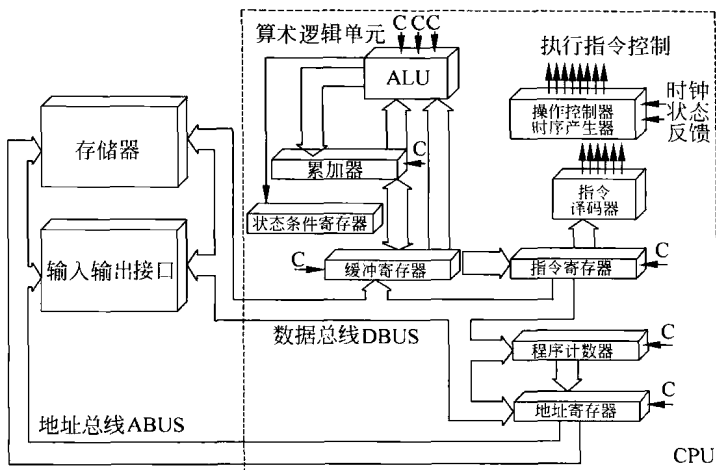 算术逻辑单元
C
C
C
ALU
执行指令控制
操作控制器
时序产生器
时钟
状态
反馈
存储器
累加器
C
指令
译码器
状态条件寄存器
输入输出接口
C
缓冲寄存器
指令寄存器
C
数据总线DBUS
程序计数器
C
地址寄存器
C
地址总线ABUS
CPU